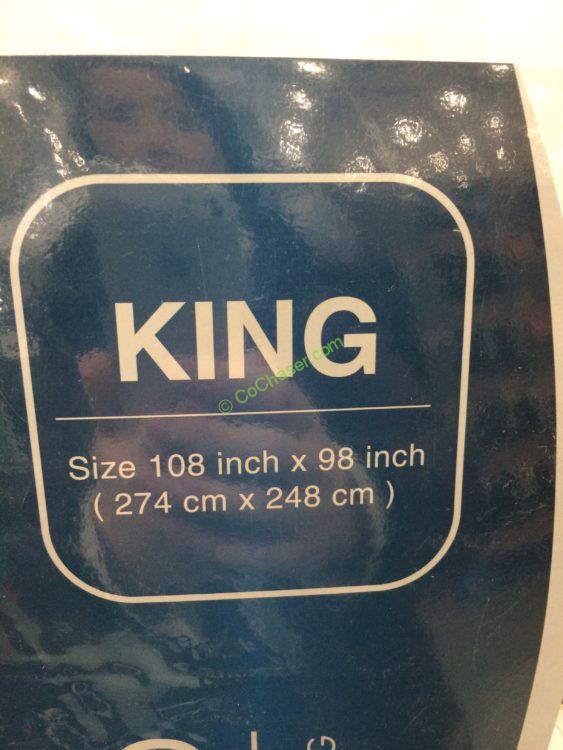 KING
© CoChaser.com
Size 108 inch x 98 inch
( 274 cm x 248 cm )